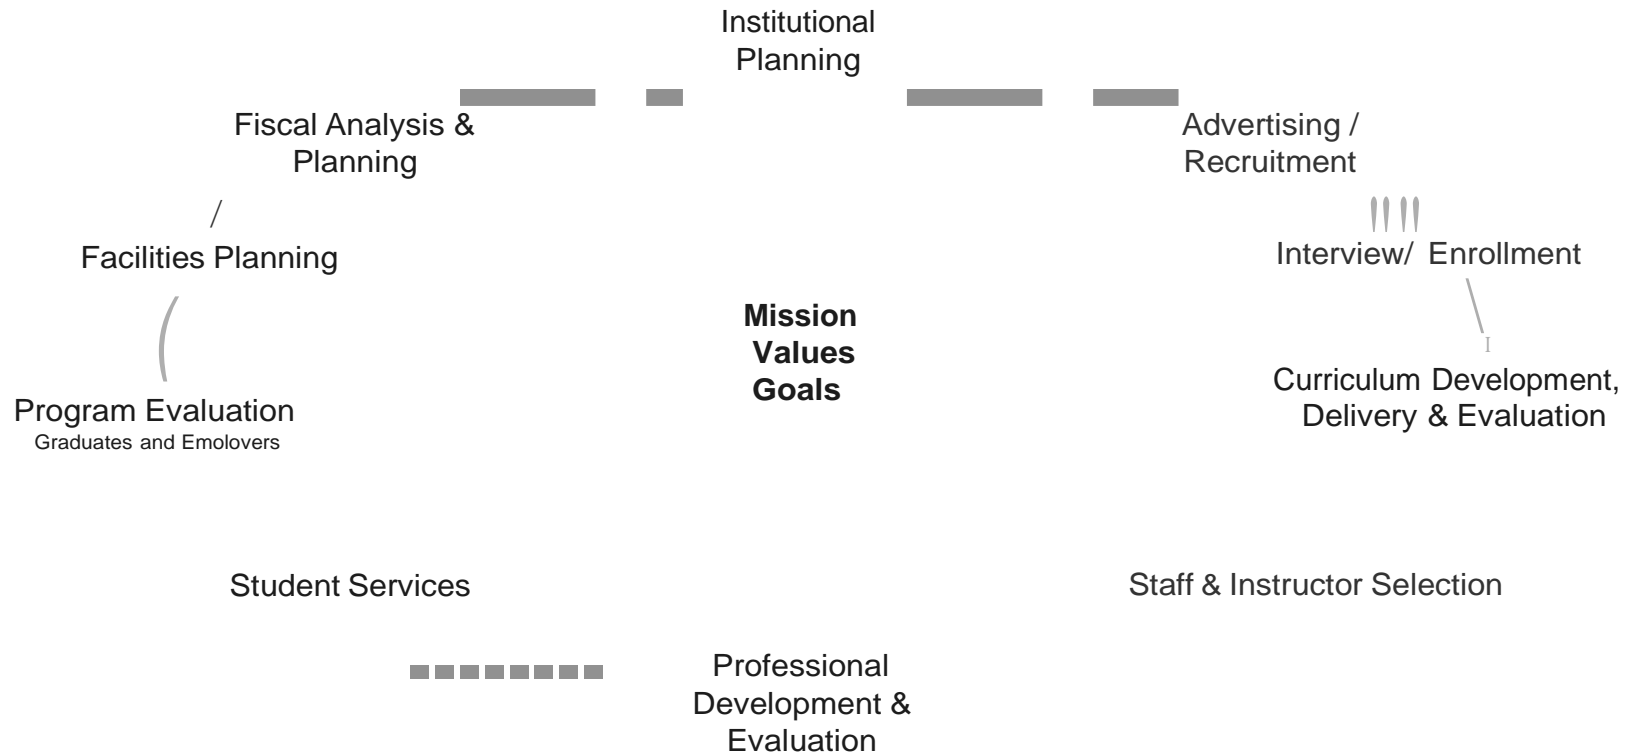 Institutional
Planning
Fiscal Analysis &
Planning
Advertising /
Recruitment
/
Facilities Planning
Interview/ Enrollment
Mission
Values
Goals
Curriculum Development,
Delivery & Evaluation
Program Evaluation
Graduates and Emolovers
Student Services
Staff & Instructor Selection
Professional
Development &
Evaluation